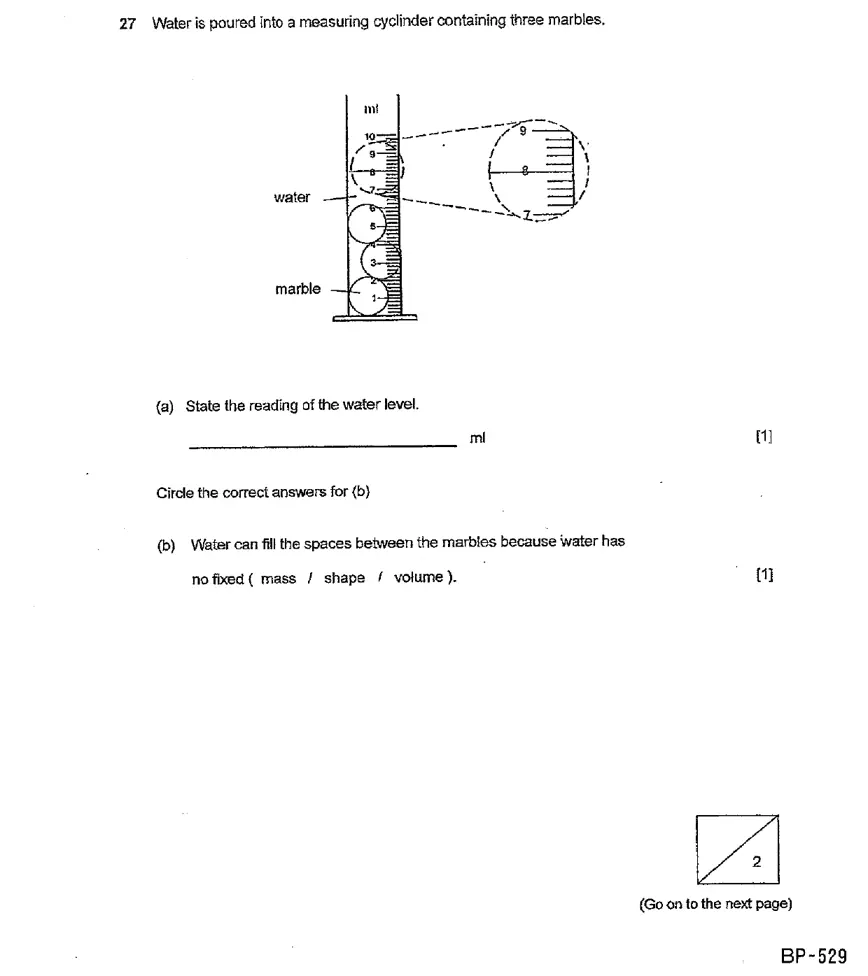 27 Water is poured into a measuring cyclinder containing three marbles.
ml
10
9
8
7
6
5
4
3
2
1
9
8
7
water
marble
(a) State the reading of the water level.
ml [1]
Circle the correct answers for (b)
(b) Water can fill the spaces between the marbles because water has
no fixed ( mass / shape / volume ). [1]
2
(Go on to the next page)
BP-529